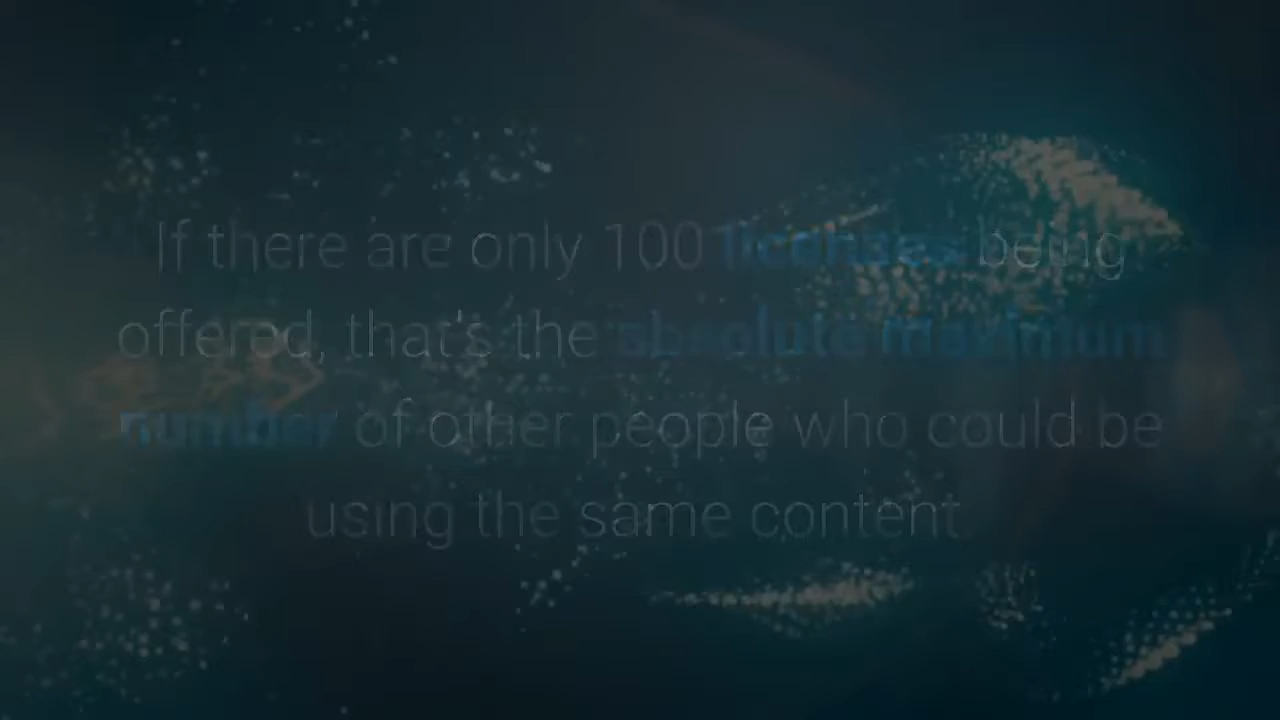 If there are only 100 licenses being
offered, that's the absolute maximum
number of other people who could be
using the same content